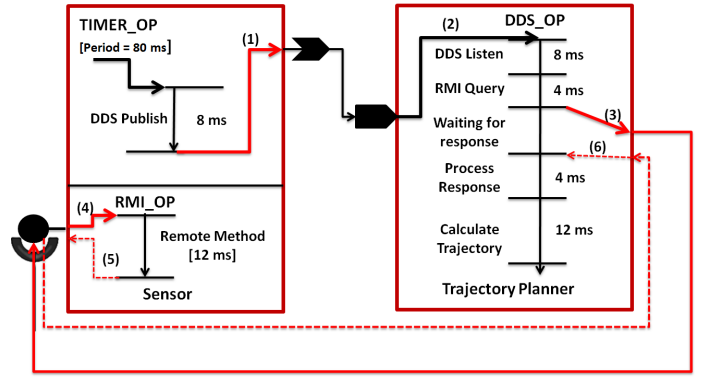 TIMER_OP
[Period = 80 ms]
(1)
DDS Publish
8 ms
(4)
RMI_OP
Remote Method
[12 ms]
(5)
Sensor
(2)
DDS_OP
DDS Listen
8 ms
RMI Query
4 ms
(3)
Waiting for
response
(6)
Process
Response
4 ms
Calculate
Trajectory
12 ms
Trajectory Planner